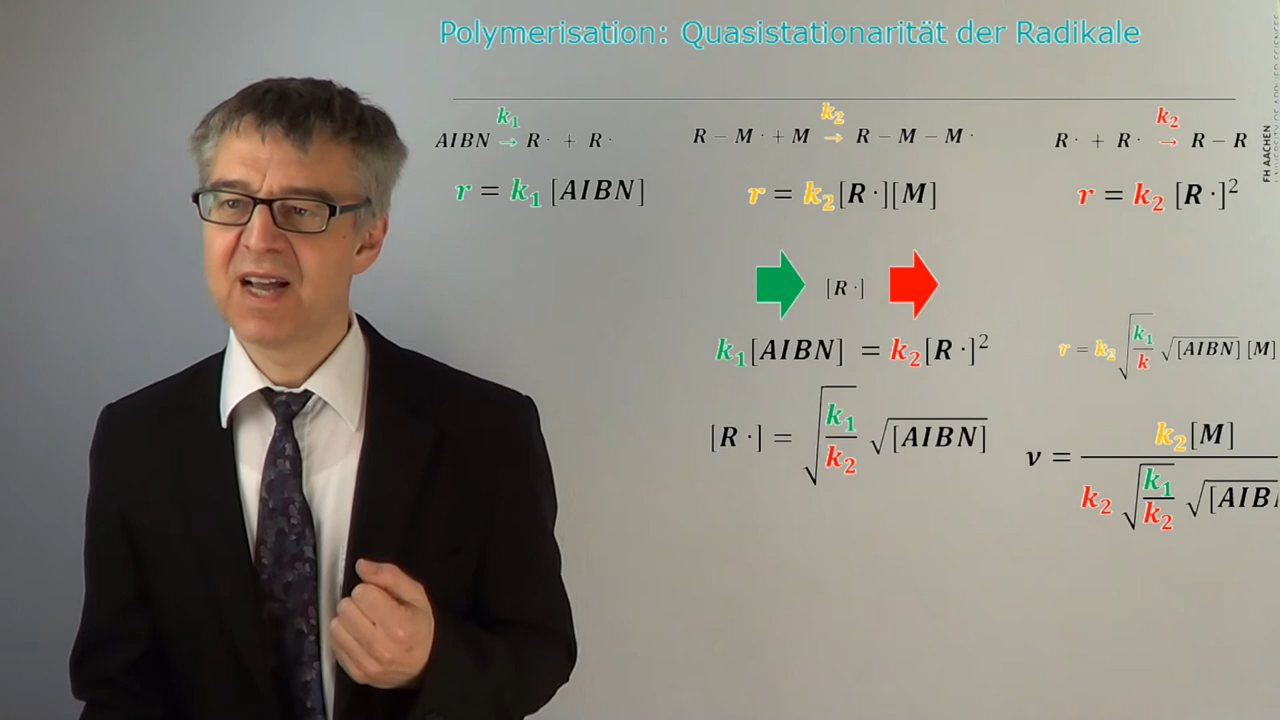 Polymerisation: Quasistationarität der Radikale
AIBN k₁ → R· + R·
R − M· + M k₂ → R − M − M·
R· + R· k₂ → R − R
r = k₁ [AIBN]
r = k₂[R·][M]
r = k₂ [R·]²
[R·]
k₁[AIBN] = k₂[R·]²
r = k₂ √(k₁/k) √[AIBN] [M]
[R·] = √(k₁/k₂) √[AIBN]
ν = k₂[M] / k₂ √(k₁/k₂) √[AIB
FH AACHEN